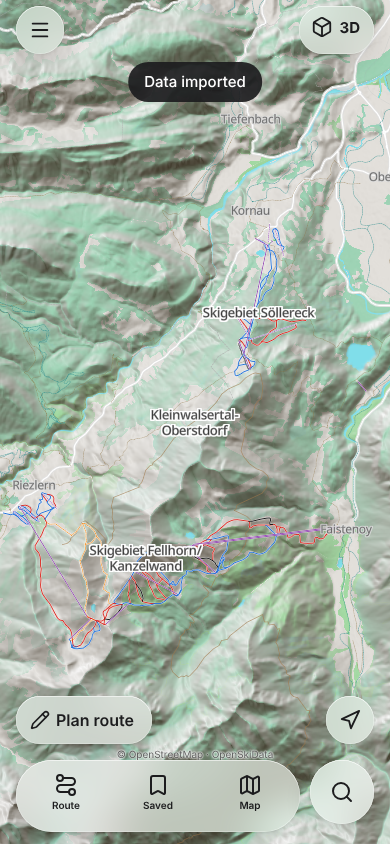 3D
Data imported
Tiefenbach
Obe
Kornau
Skigebiet Söllereck
Kleinwalsertal-
Oberstdorf
Riezlern
Faistenoy
Skigebiet Fellhorn/
Kanzelwand
Plan route
© OpenStreetMap · OpenSkiData
Route
Saved
Map